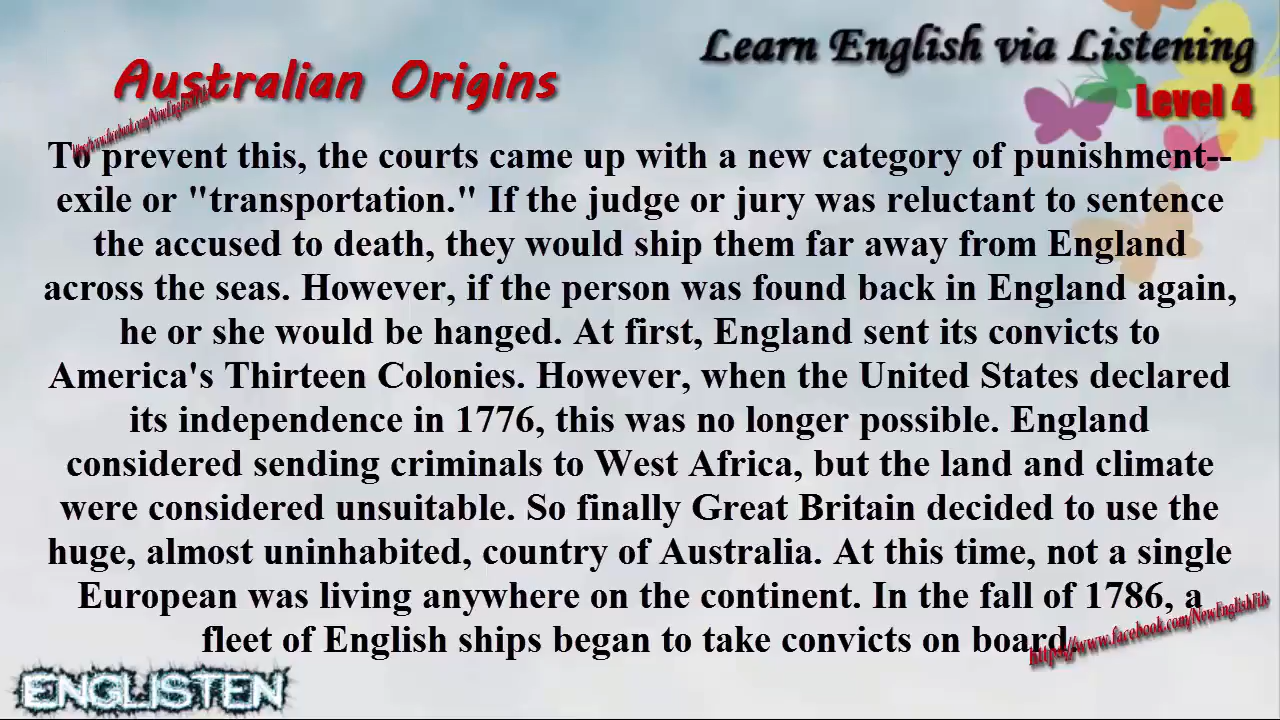 Learn English via Listening
Australian Origins
Level 4
http://www.facebook.com/NewEnglishFile
To prevent this, the courts came up with a new category of punishment--
exile or "transportation." If the judge or jury was reluctant to sentence
the accused to death, they would ship them far away from England
across the seas. However, if the person was found back in England again,
he or she would be hanged. At first, England sent its convicts to
America's Thirteen Colonies. However, when the United States declared
its independence in 1776, this was no longer possible. England
considered sending criminals to West Africa, but the land and climate
were considered unsuitable. So finally Great Britain decided to use the
huge, almost uninhabited, country of Australia. At this time, not a single
European was living anywhere on the continent. In the fall of 1786, a
fleet of English ships began to take convicts on board.
https://www.facebook.com/NewEnglishFile
ENGLISTEN